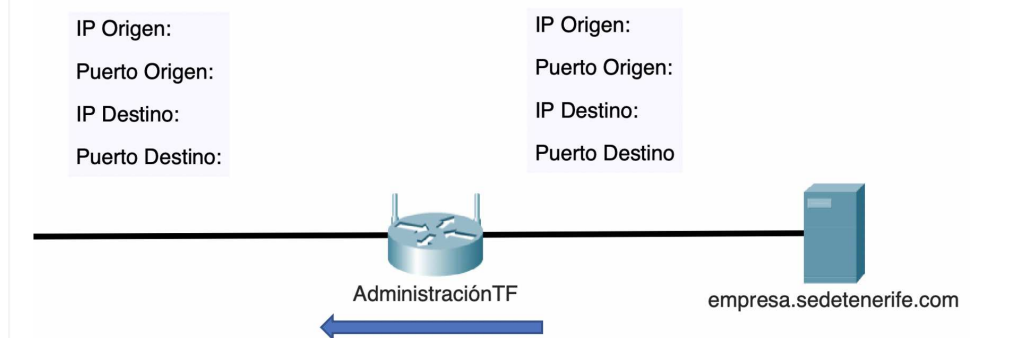 IP Origen:
Puerto Origen:
IP Destino:
Puerto Destino:
IP Origen:
Puerto Origen:
IP Destino:
Puerto Destino
AdministraciónTF
empresa.sedetenerife.com